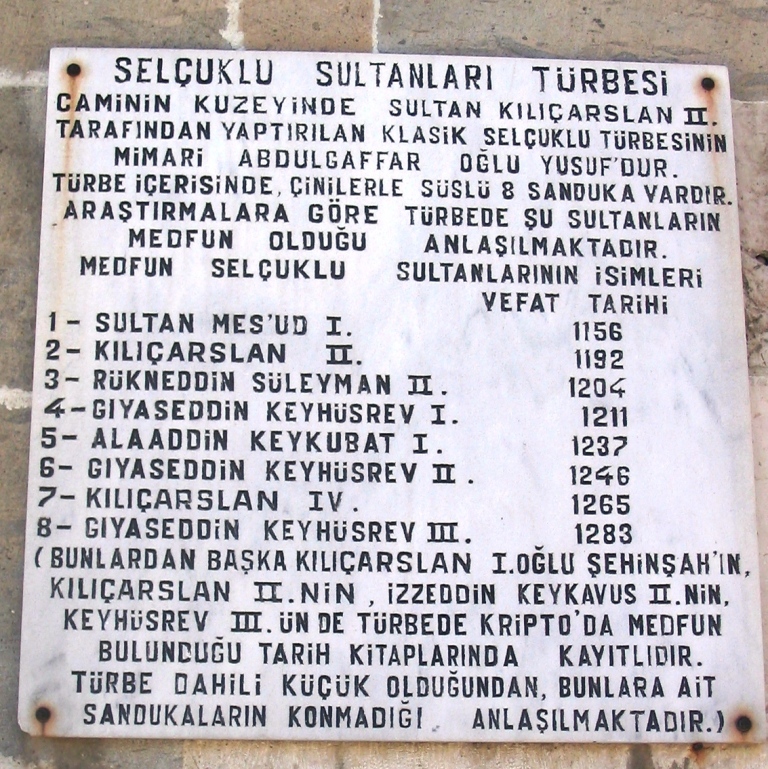 SELÇUKLU SULTANLARI TÜRBESİ
CAMİNİN KUZEYİNDE SULTAN KILIÇARSLAN II.
TARAFINDAN YAPTIRILAN KLASİK SELÇUKLU TÜRBESİNİN
MİMARİ ABDULGAFFAR OĞLU YUSUF'DUR.
TÜRBE İÇERİSİNDE, ÇİNİLERLE SÜSLÜ 8 SANDUKA VARDIR.
ARAŞTIRMALARA GÖRE TÜRBEDE ŞU SULTANLARIN
MEDFUN OLDUĞU ANLAŞILMAKTADIR.
MEDFUN SELÇUKLU SULTANLARININ İSİMLERİ
VEFAT TARİHİ
1- SULTAN MES'UD I. 1156
2- KILIÇARSLAN II. 1192
3- RÜKNEDDİN SÜLEYMAN II. 1204
4-GIYASEDDİN KEYHÜSREV I. 1211
5- ALAADDİN KEYKUBAT I. 1237
6- GIYASEDDİN KEYHÜSREV II. 1246
7- KILIÇARSLAN IV. 1265
8- GIYASEDDİN KEYHÜSREV III. 1283
(BUNLARDAN BAŞKA KILIÇARSLAN I.OĞLU ŞEHİNŞAH'IN,
KILIÇARSLAN II.NİN, İZZEDDİN KEYKAVUS II.NİN,
KEYHÜSREV III.ÜN DE TÜRBEDE KRİPTO'DA MEDFUN
BULUNDUĞU TARİH KİTAPLARINDA KAYITLIDIR.
TÜRBE DAHİLİ KÜÇÜK OLDUĞUNDAN, BUNLARA AİT
SANDUKALARIN KONMADIĞI ANLAŞILMAKTADIR.)